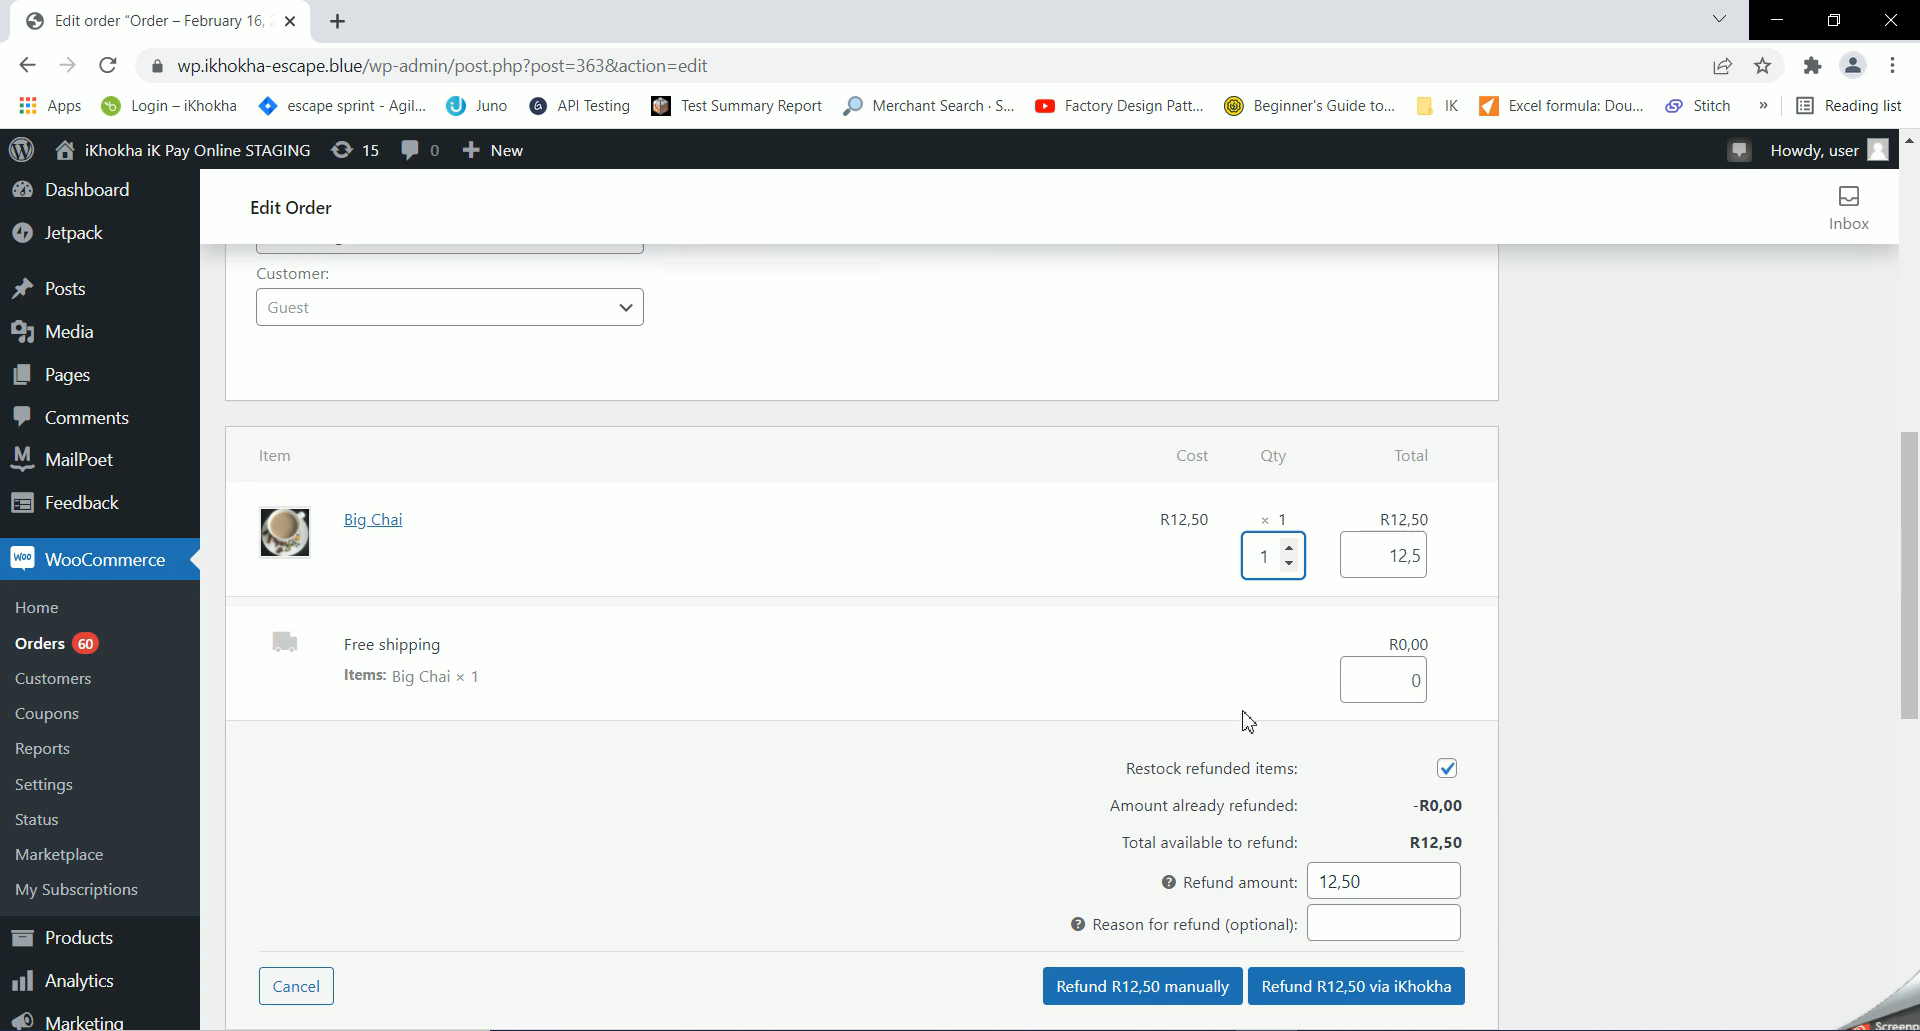 Edit order "Order – February 16,
wp.ikhokha-escape.blue/wp-admin/post.php?post=363&action=edit
Apps Login – iKhokha escape sprint - Agil... Juno API Testing Test Summary Report Merchant Search · S... Factory Design Patt... Beginner's Guide to... IK Excel formula: Dou... Stitch » Reading list
iKhokha iK Pay Online STAGING 15 0 New Howdy, user
Dashboard
Jetpack
Posts
Media
Pages
Comments
MailPoet
Feedback
WooCommerce
Home
Orders 60
Customers
Coupons
Reports
Settings
Status
Marketplace
My Subscriptions
Products
Analytics
Marketing
Edit Order
Inbox
Customer:
Guest
Item Cost Qty Total
Big Chai R12,50 × 1 R12,50
1 12,5
Free shipping R0,00
Items: Big Chai × 1 0
Restock refunded items:
Amount already refunded: -R0,00
Total available to refund: R12,50
Refund amount: 12,50
Reason for refund (optional):
Cancel Refund R12,50 manually Refund R12,50 via iKhokha